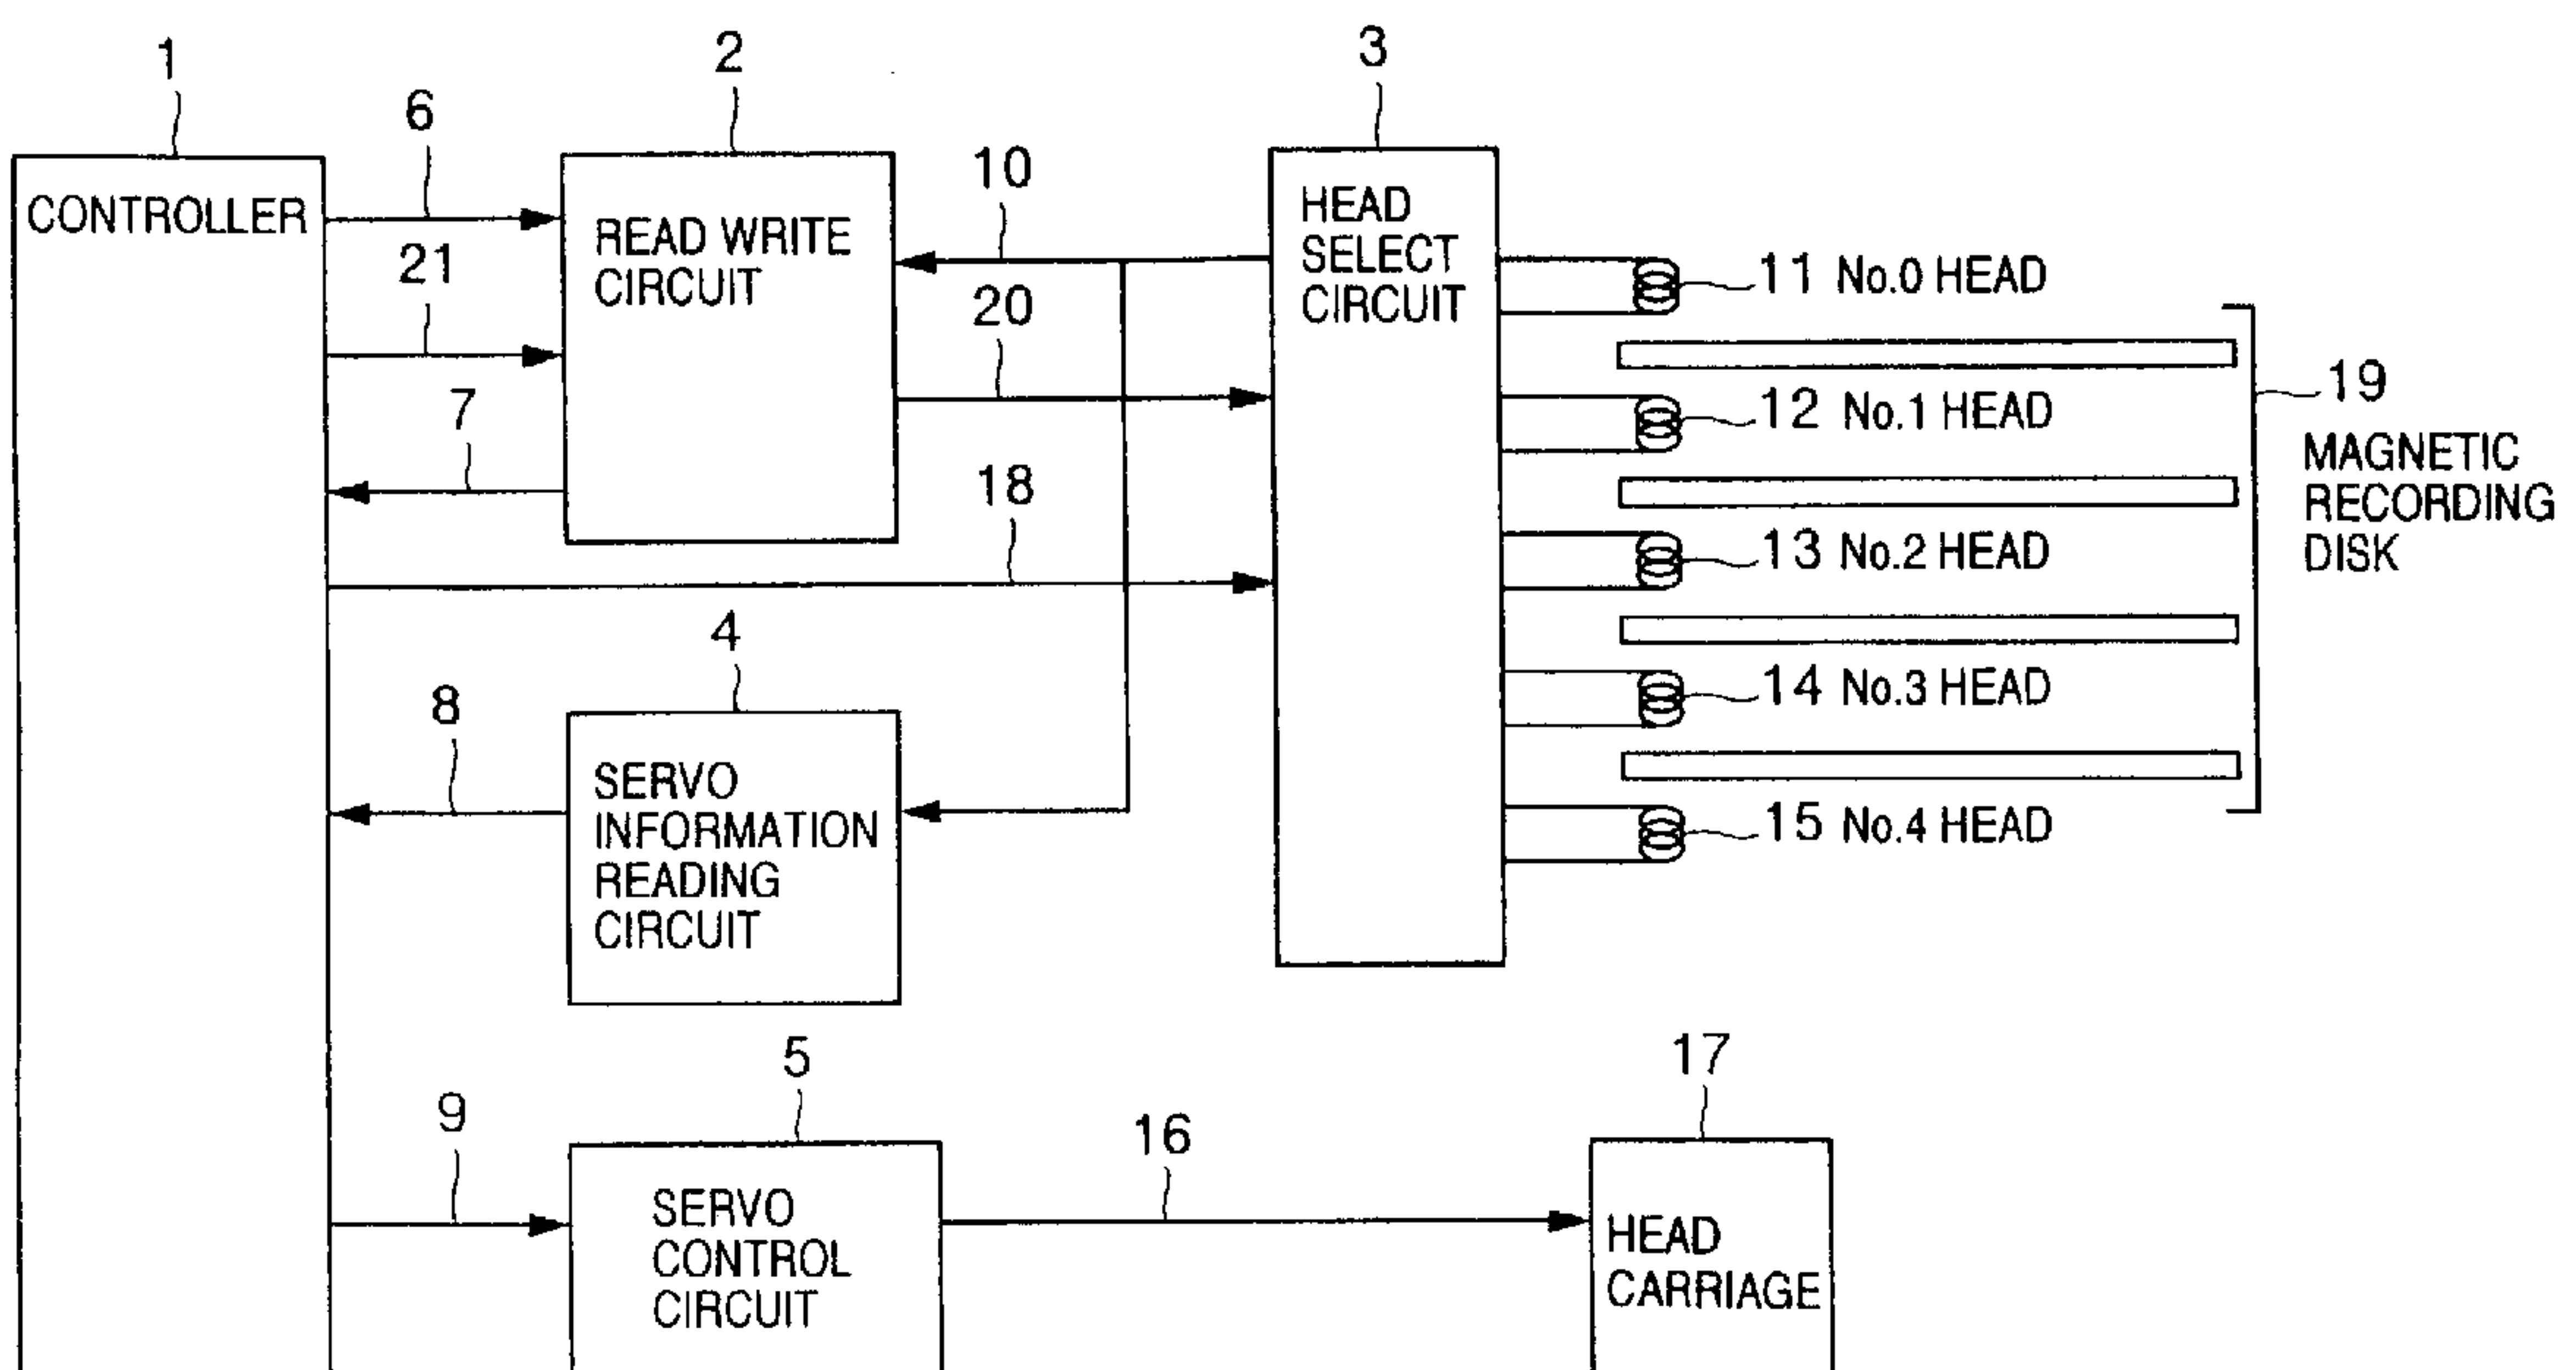 1
2
3
6
CONTROLLER
READ WRITE
CIRCUIT
10
HEAD
SELECT
CIRCUIT
21
20
11 No.0 HEAD
7
12 No.1 HEAD
19
MAGNETIC
RECORDING
DISK
18
13 No.2 HEAD
4
14 No.3 HEAD
8
SERVO
INFORMATION
READING
CIRCUIT
15 No.4 HEAD
5
17
9
16
SERVO
CONTROL
CIRCUIT
HEAD
CARRIAGE